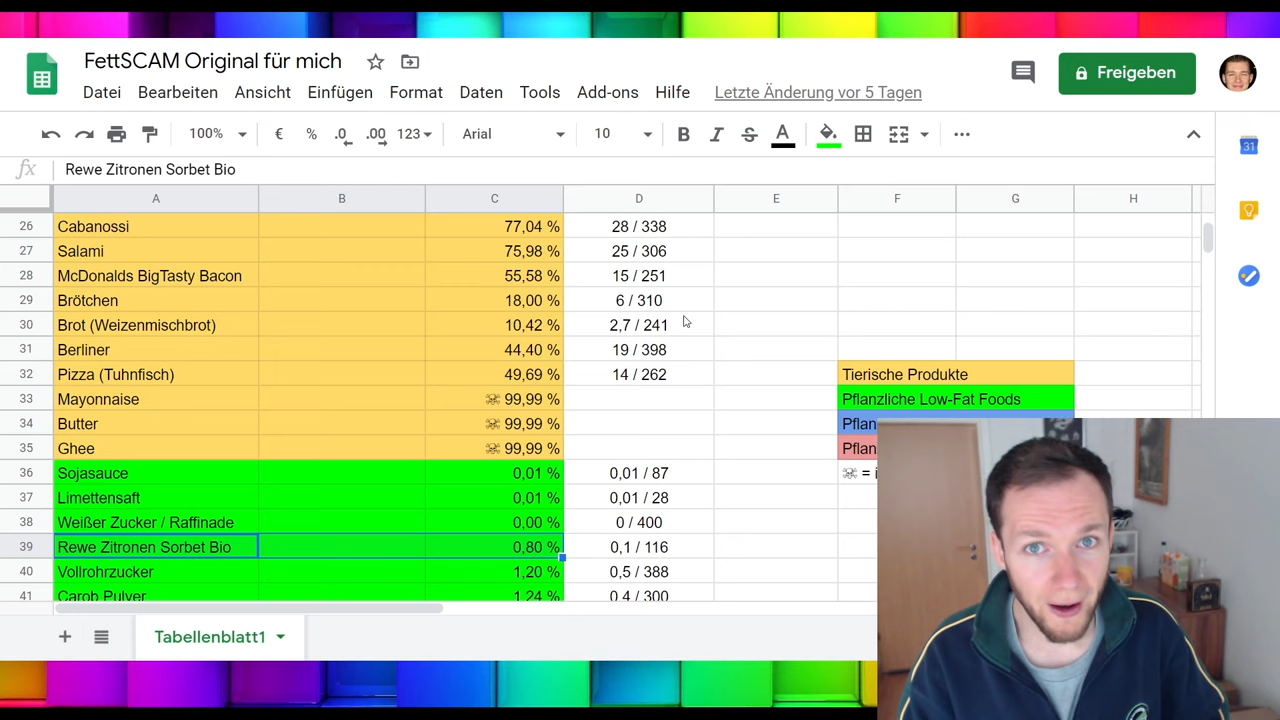 FettSCAM Original für mich
Datei Bearbeiten Ansicht Einfügen Format Daten Tools Add-ons Hilfe Letzte Änderung vor 5 Tagen
Freigeben
100% € % .0 .00 123 Arial 10 B I S A
31
fx Rewe Zitronen Sorbet Bio
A B C D E F G H
26 Cabanossi 77,04 % 28 / 338
27 Salami 75,98 % 25 / 306
28 McDonalds BigTasty Bacon 55,58 % 15 / 251
29 Brötchen 18,00 % 6 / 310
30 Brot (Weizenmischbrot) 10,42 % 2,7 / 241
31 Berliner 44,40 % 19 / 398
32 Pizza (Tuhnfisch) 49,69 % 14 / 262 Tierische Produkte
33 Mayonnaise ☠ 99,99 % Pflanzliche Low-Fat Foods
34 Butter ☠ 99,99 % Pflan
35 Ghee ☠ 99,99 % Pflan
36 Sojasauce 0,01 % 0,01 / 87 ☠ = i
37 Limettensaft 0,01 % 0,01 / 28
38 Weißer Zucker / Raffinade 0,00 % 0 / 400
39 Rewe Zitronen Sorbet Bio 0,80 % 0,1 / 116
40 Vollrohrzucker 1,20 % 0,5 / 388
41 Carob Pulver 1,24 % 0,4 / 300
Tabellenblatt1